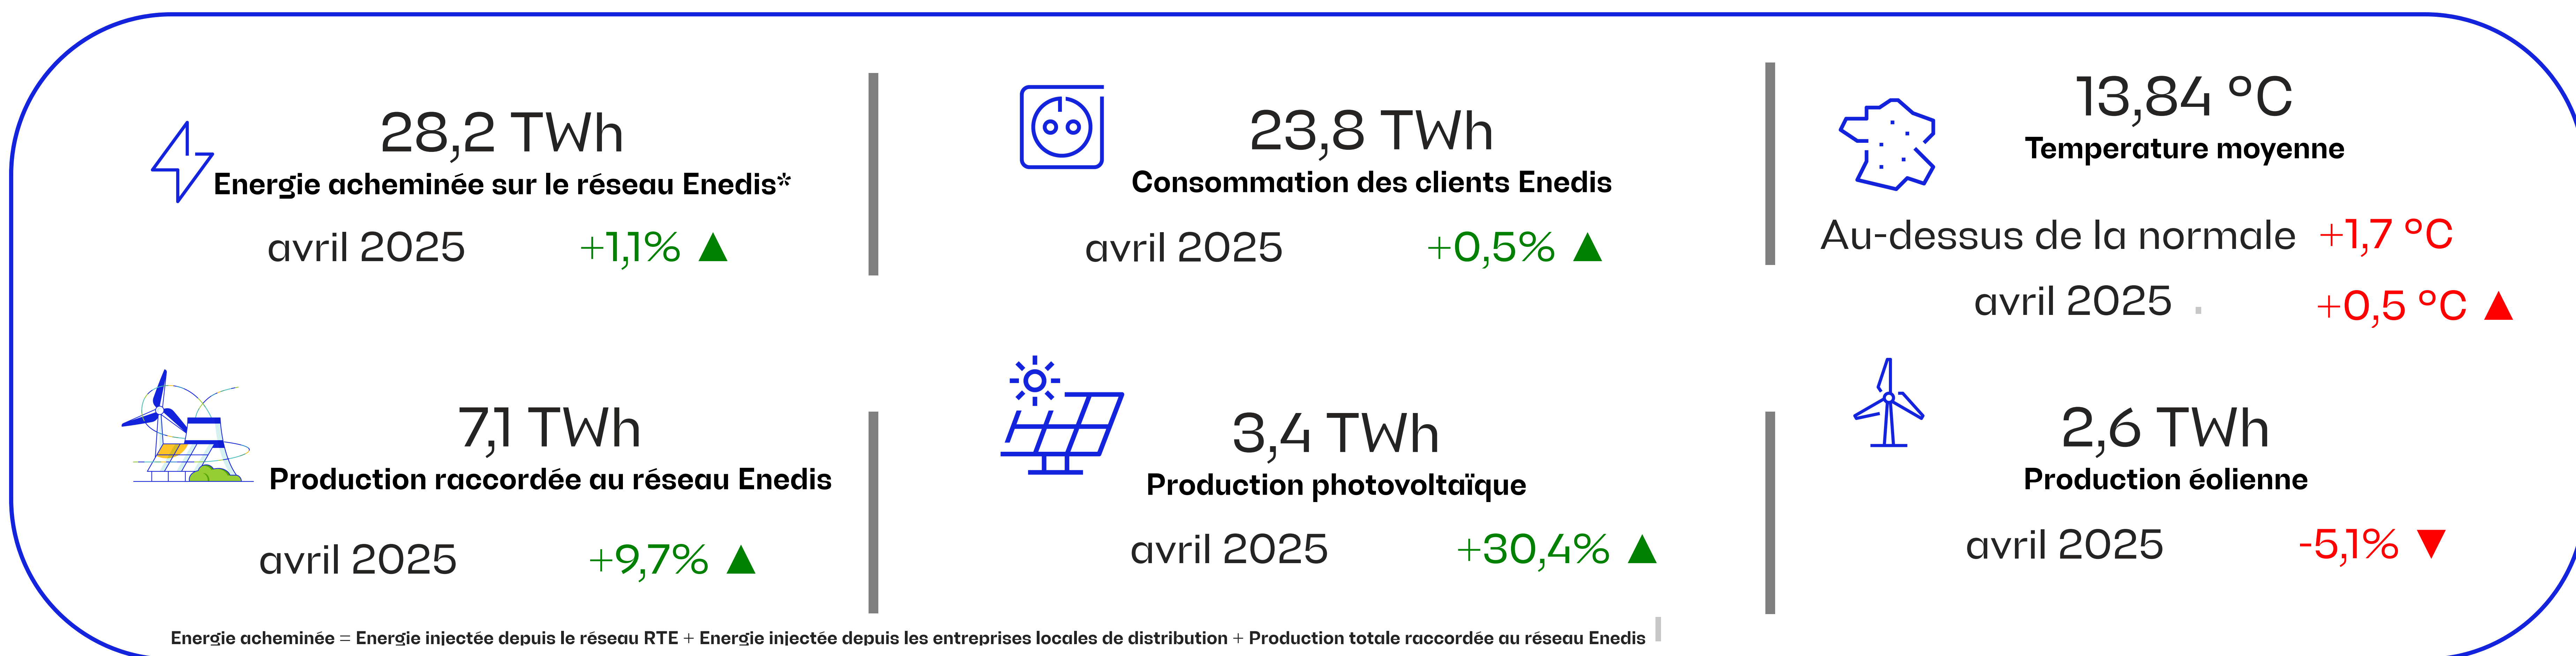 28,2 TWh
Energie acheminée sur le réseau Enedis*
avril 2025 +1,1% ▲
23,8 TWh
Consommation des clients Enedis
avril 2025 +0,5% ▲
13,84 °C
Temperature moyenne
Au-dessus de la normale +1,7 °C
avril 2025 +0,5 °C ▲
7,1 TWh
Production raccordée au réseau Enedis
avril 2025 +9,7% ▲
3,4 TWh
Production photovoltaïque
avril 2025 +30,4% ▲
2,6 TWh
Production éolienne
avril 2025 -5,1% ▼
Energie acheminée = Energie injectée depuis le réseau RTE + Energie injectée depuis les entreprises locales de distribution + Production totale raccordée au réseau Enedis